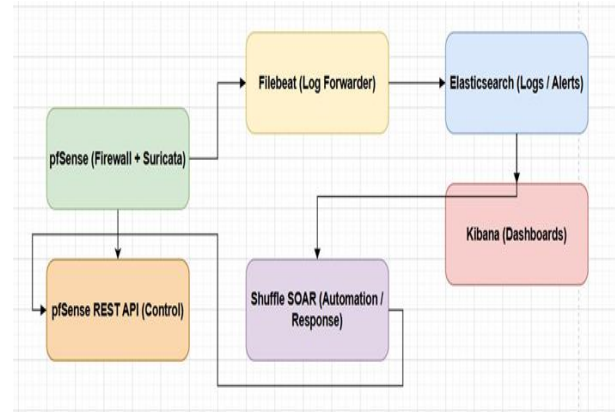 Filebeat (Log Forwarder)
Elasticsearch (Logs / Alerts)
pfSense (Firewall + Suricata)
Kibana (Dashboards)
pfSense REST API (Control)
Shuffle SOAR (Automation /
Response)